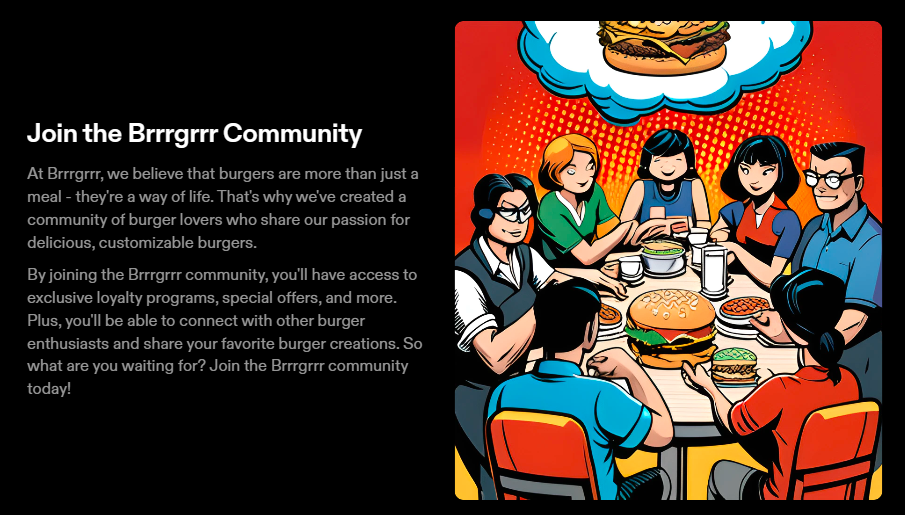 Join the Brrrgrrr Community
At Brrrgrrr, we believe that burgers are more than just a
meal - they're a way of life. That's why we've created a
community of burger lovers who share our passion for
delicious, customizable burgers.
By joining the Brrrgrrr community, you'll have access to
exclusive loyalty programs, special offers, and more.
Plus, you'll be able to connect with other burger
enthusiasts and share your favorite burger creations. So
what are you waiting for? Join the Brrrgrrr community
today!